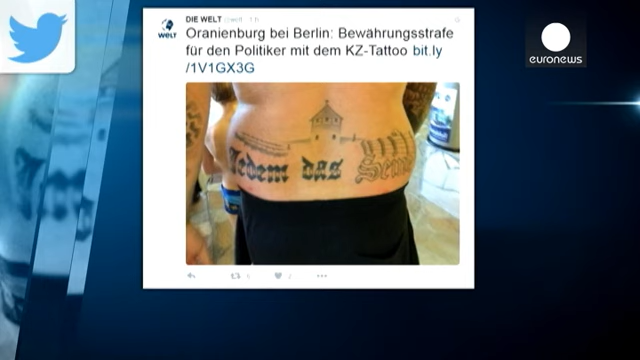 DIE WELT
Oranienburg bei Berlin: Bewährungsstrafe
für den Politiker mit dem KZ-Tattoo bit.ly
/1V1GX3G
WELT
euronews
Jedem das Seine